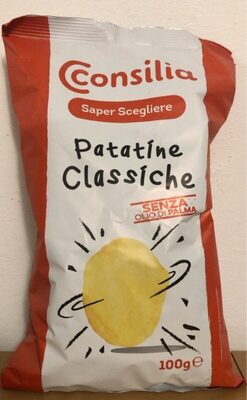 Consilia
Saper Scegliere
Patatine
Classiche
SENZA
OLIO DI PALMA
100g ℮